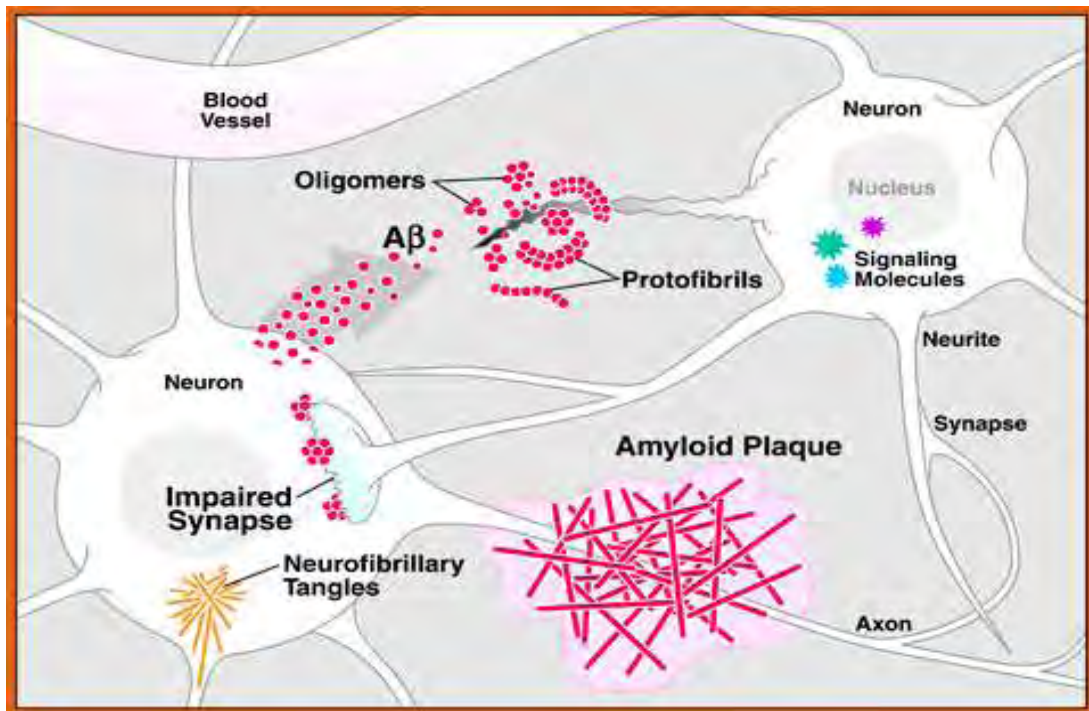 Blood
Vessel
Neuron
Oligomers
Nucleus
Aβ
Signaling
Molecules
Protofibrils
Neurite
Neuron
Synapse
Amyloid Plaque
Impaired
Synapse
Neurofibrillary
Tangles
Axon